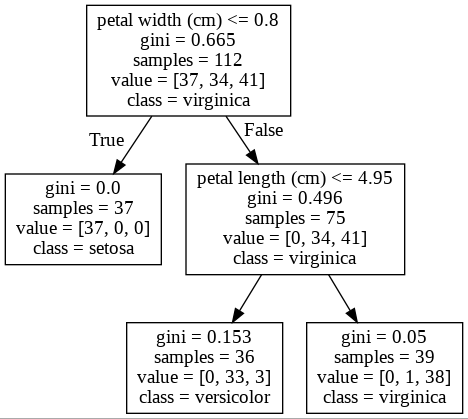 petal width (cm) <= 0.8
gini = 0.665
samples = 112
value = [37, 34, 41]
class = virginica
True
False
gini = 0.0
samples = 37
value = [37, 0, 0]
class = setosa
petal length (cm) <= 4.95
gini = 0.496
samples = 75
value = [0, 34, 41]
class = virginica
gini = 0.153
samples = 36
value = [0, 33, 3]
class = versicolor
gini = 0.05
samples = 39
value = [0, 1, 38]
class = virginica